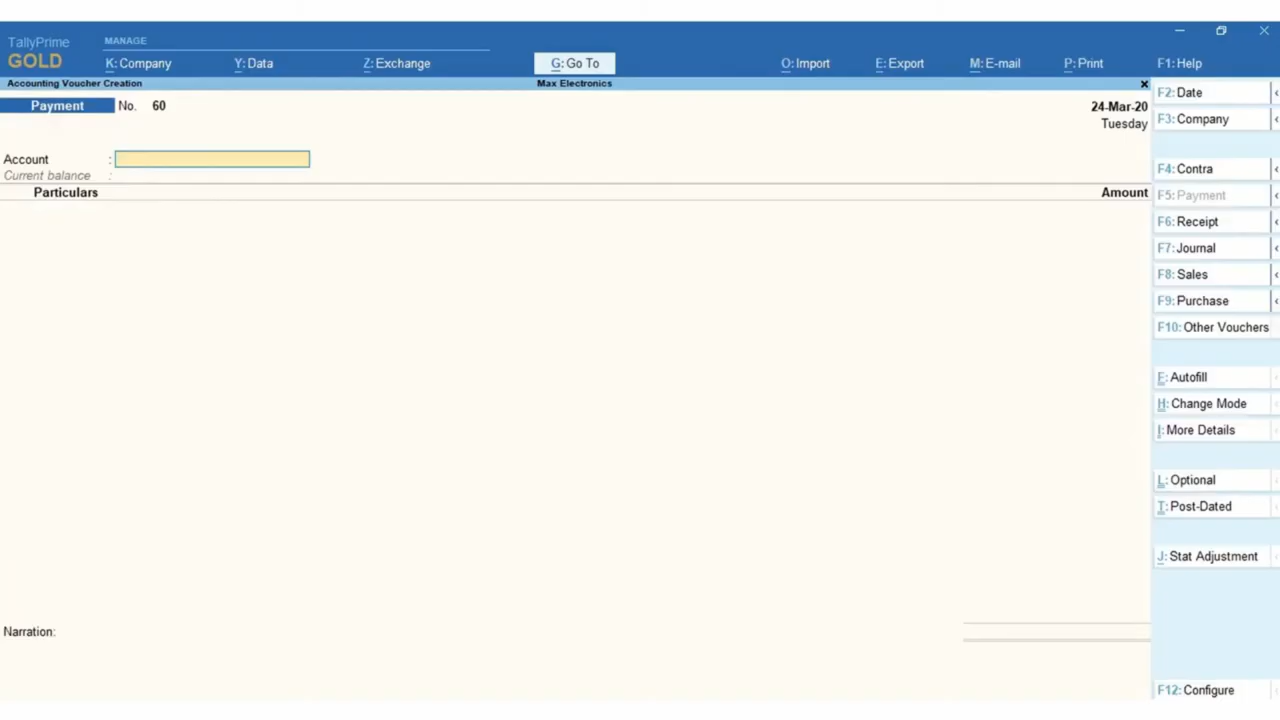 TallyPrime
GOLD
MANAGE
K: Company
Y: Data
Z: Exchange
G: Go To
O: Import
E: Export
M: E-mail
P: Print
F1: Help
Accounting Voucher Creation
Max Electronics
Payment No. 60
24-Mar-20
Tuesday
Account :
Current balance :
Particulars
Amount
Narration:
F2: Date
F3: Company
F4: Contra
F5: Payment
F6: Receipt
F7: Journal
F8: Sales
F9: Purchase
F10: Other Vouchers
F: Autofill
H: Change Mode
I: More Details
L: Optional
T: Post-Dated
J: Stat Adjustment
F12: Configure